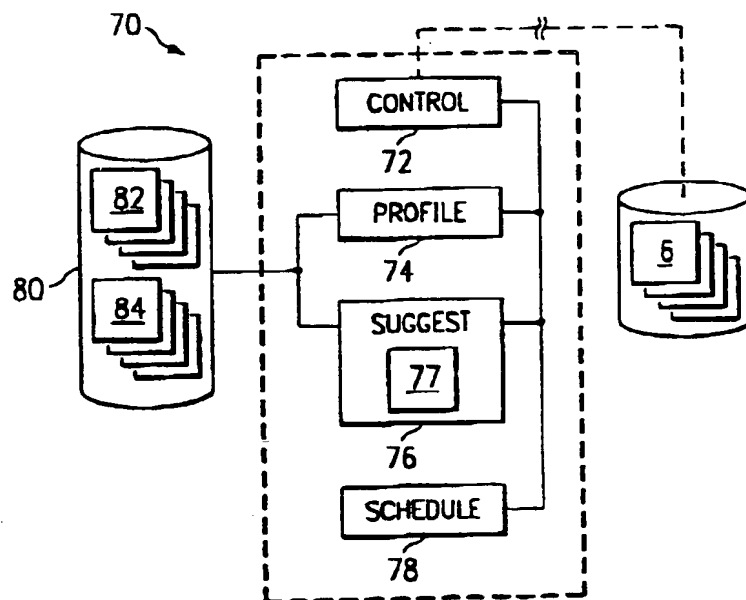 70
CONTROL
72
82
PROFILE
74
6
80
84
SUGGEST
77
76
SCHEDULE
78